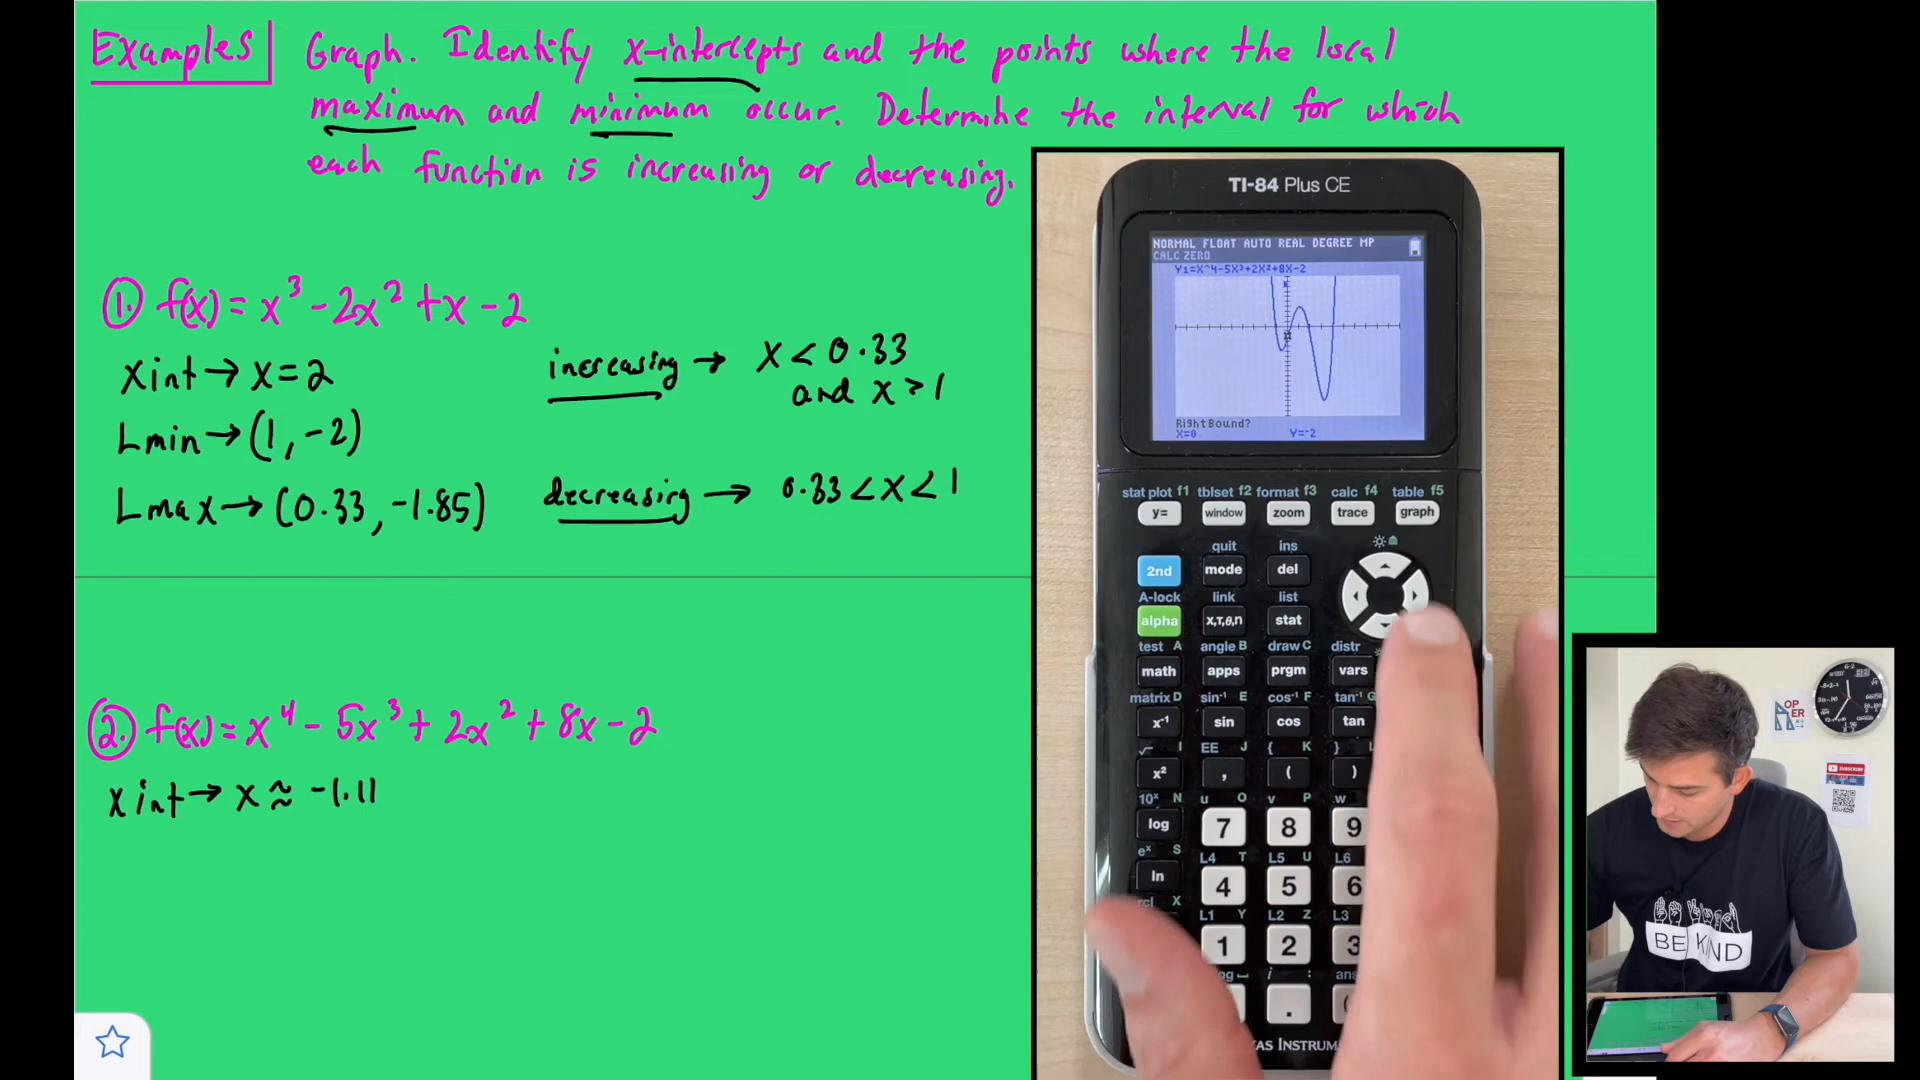 Examples
Graph. Identify x-intercepts and the points where the local
maximum and minimum occur. Determine the interval for which
each function is increasing or decreasing.
1. f(x) = x³ - 2x² + x - 2
x int → x = 2
Lmin → (1, -2)
Lmax → (0.33, -1.85)
increasing → x < 0.33
and x > 1
decreasing → 0.33 < x < 1
2. f(x) = x⁴ - 5x³ + 2x² + 8x - 2
x int → x ≈ -1.11
TI-84 Plus CE
NORMAL FLOAT AUTO REAL DEGREE MP
CALC ZERO
Y1=X^4-5X³+2X²+8X-2
RightBound?
X=0 Y=-2
stat plot f1 tblset f2 format f3 calc f4 table f5
y= window zoom trace graph
quit ins
2nd mode del
A-lock link list
alpha X,T,θ,n stat
test A angle B draw C distr
math apps prgm vars
matrix D sin⁻¹ E cos⁻¹ F tan⁻¹ G
x⁻¹ sin cos tan
√ I EE J { K } L
x² , ( )
10ˣ N u O v P w
log 7 8 9
eˣ S L4 T L5 U L6
ln 4 5 6
rcl X L1 Y L2 Z L3
1 2 3
i : ans
.
AS INSTRUM
OP
ER
SUBSCRIBE
BE KIND